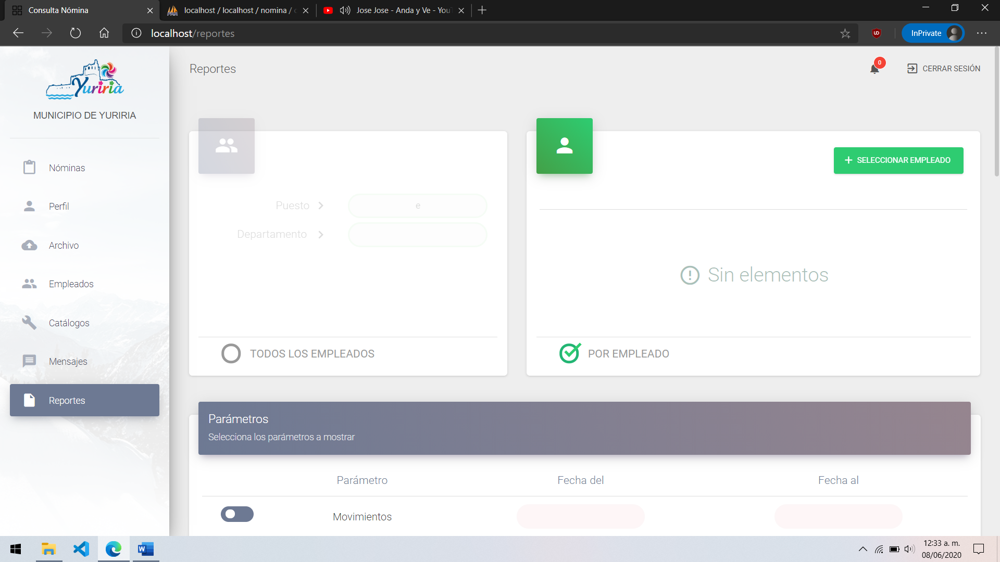 Consulta Nómina
localhost / localhost / nomina /
Jose Jose - Anda y Ve - You
localhost/reportes
InPrivate
Yuriria
MUNICIPIO DE YURIRIA
Nóminas
Perfil
Archivo
Empleados
Catálogos
Mensajes
Reportes
Reportes
0
CERRAR SESIÓN
Puesto
e
Departamento
TODOS LOS EMPLEADOS
+ SELECCIONAR EMPLEADO
Sin elementos
POR EMPLEADO
Parámetros
Selecciona los parámetros a mostrar
Parámetro Fecha del Fecha al
Movimientos
12:33 a. m.
08/06/2020